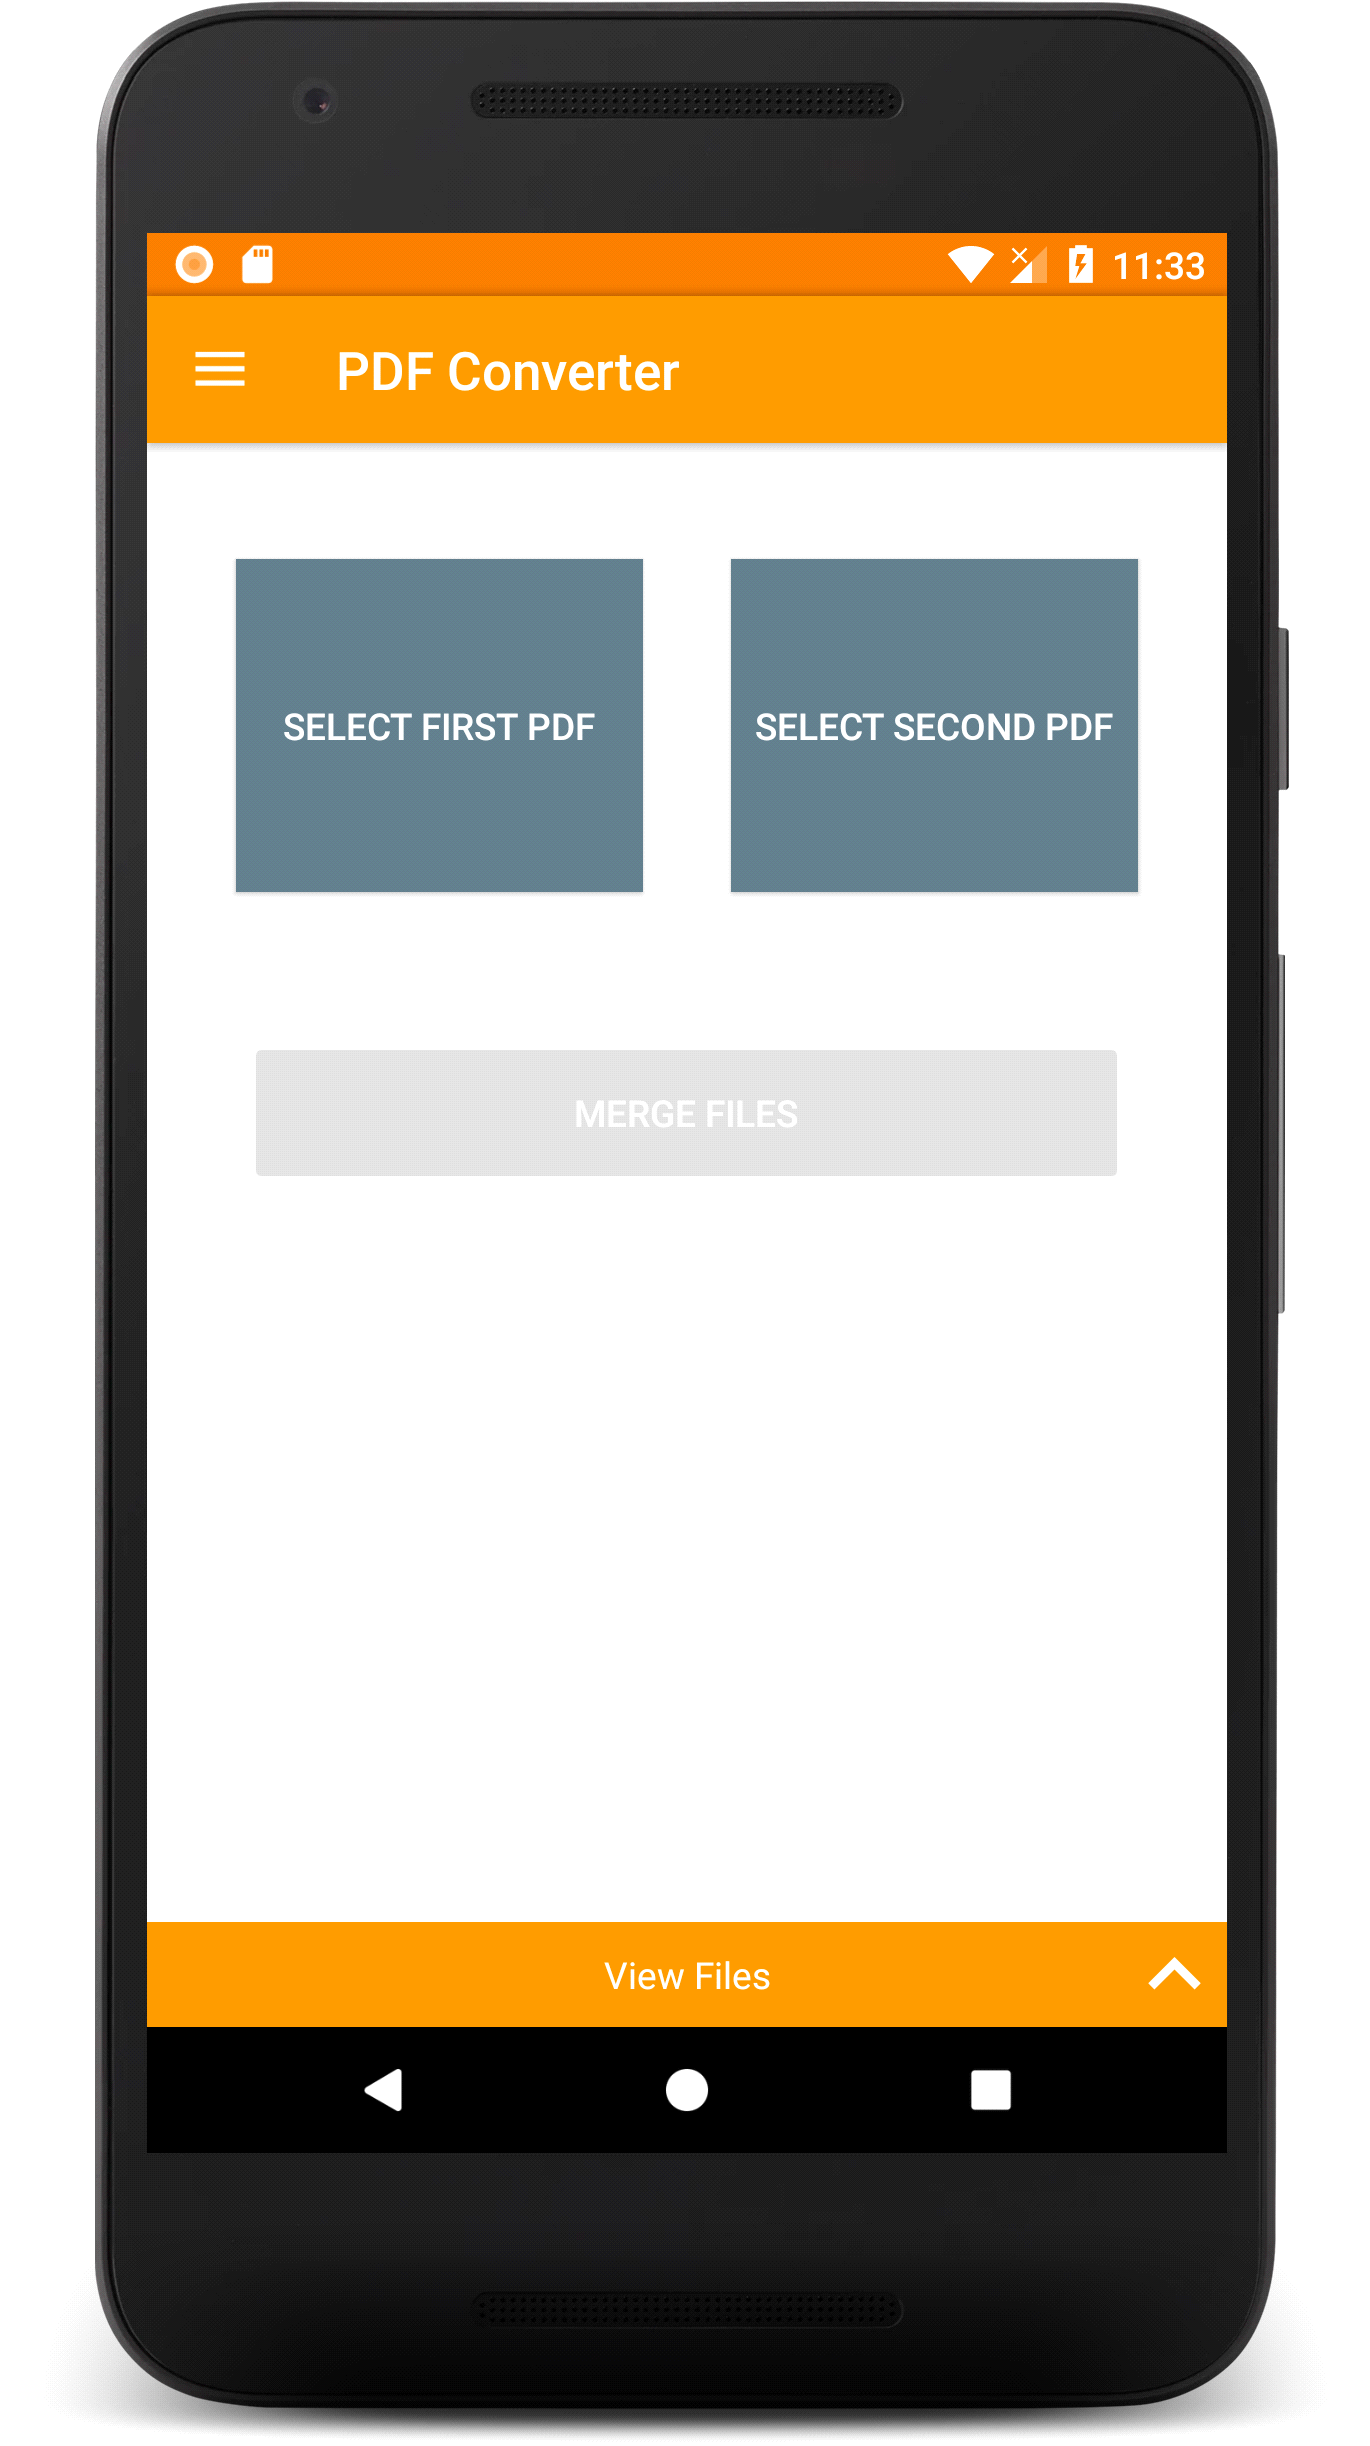 11:33
PDF Converter
SELECT FIRST PDF
SELECT SECOND PDF
MERGE FILES
View Files